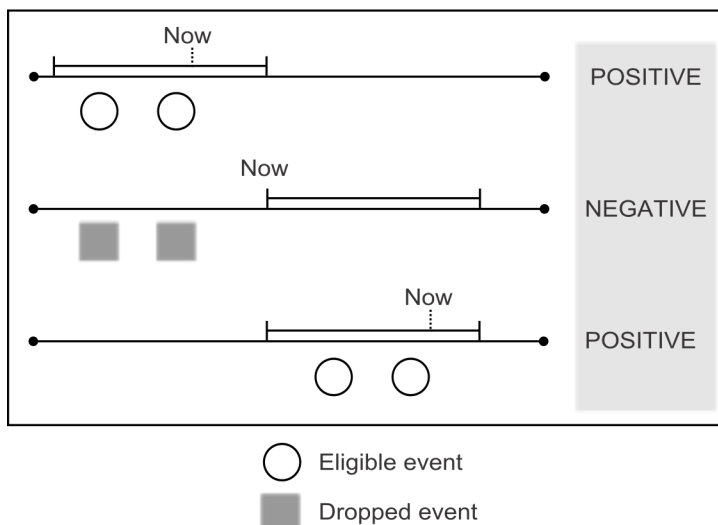 Now
POSITIVE
Now
NEGATIVE
Now
POSITIVE
Eligible event
Dropped event